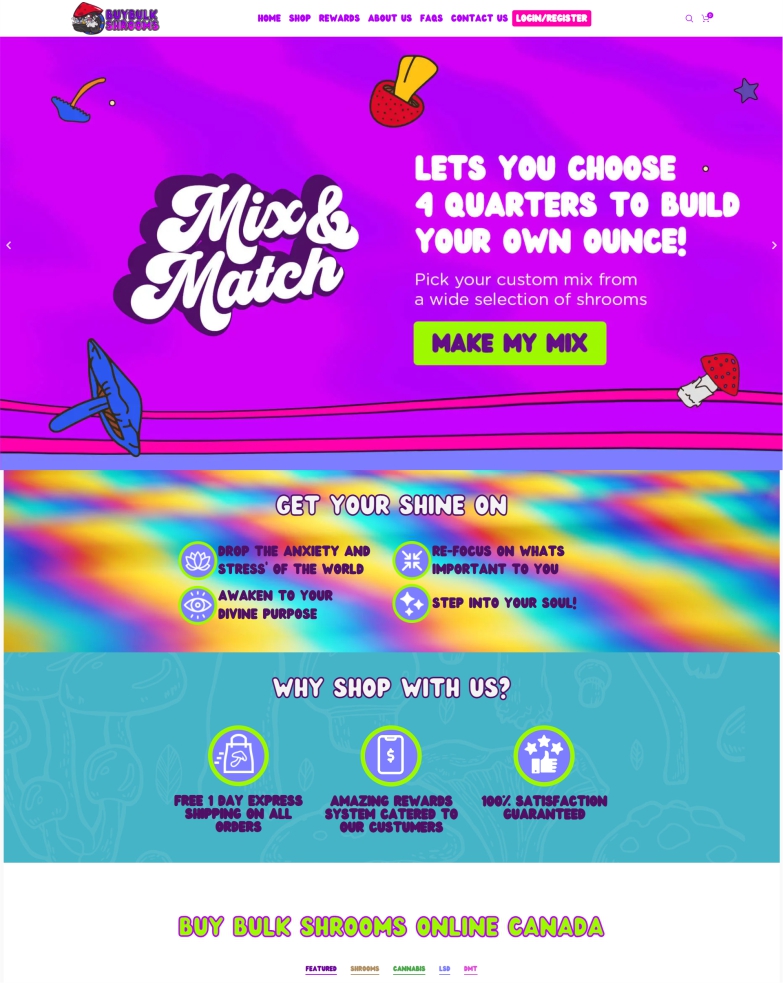 BUYBULK
SHROOMS
HOME SHOP REWARDS ABOUT US FAQS CONTACT US LOGIN/REGISTER
0
Mix&
Match
LETS YOU CHOOSE
4 QUARTERS TO BUILD
YOUR OWN OUNCE!
Pick your custom mix from
a wide selection of shrooms
MAKE MY MIX
GET YOUR SHINE ON
DROP THE ANXIETY AND
STRESS' OF THE WORLD
RE-FOCUS ON WHATS
IMPORTANT TO YOU
AWAKEN TO YOUR
DIVINE PURPOSE
STEP INTO YOUR SOUL!
WHY SHOP WITH US?
$
FREE 1 DAY EXPRESS
SHIPPING ON ALL
ORDERS
AMAZING REWARDS
SYSTEM CATERED TO
OUR CUSTUMERS
100% SATISFACTION
GUARANTEED
BUY BULK SHROOMS ONLINE CANADA
FEATURED SHROOMS CANNABIS LSD DMT